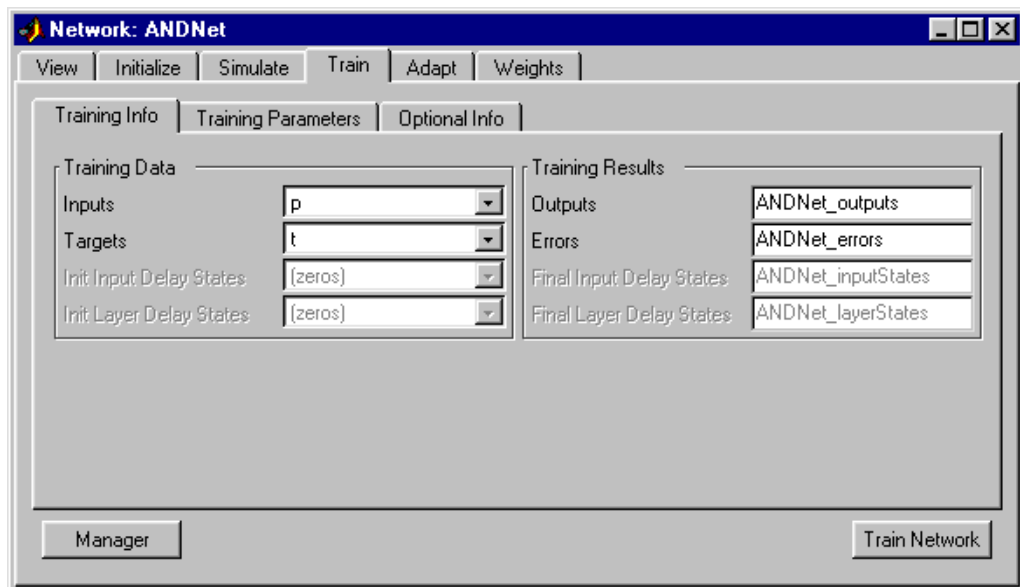 Network: ANDNet
View Initialize Simulate Train Adapt Weights
Training Info Training Parameters Optional Info
Training Data
Inputs p
Targets t
Init Input Delay States (zeros)
Init Layer Delay States (zeros)
Training Results
Outputs ANDNet_outputs
Errors ANDNet_errors
Final Input Delay States ANDNet_inputStates
Final Layer Delay States ANDNet_layerStates
Manager Train Network